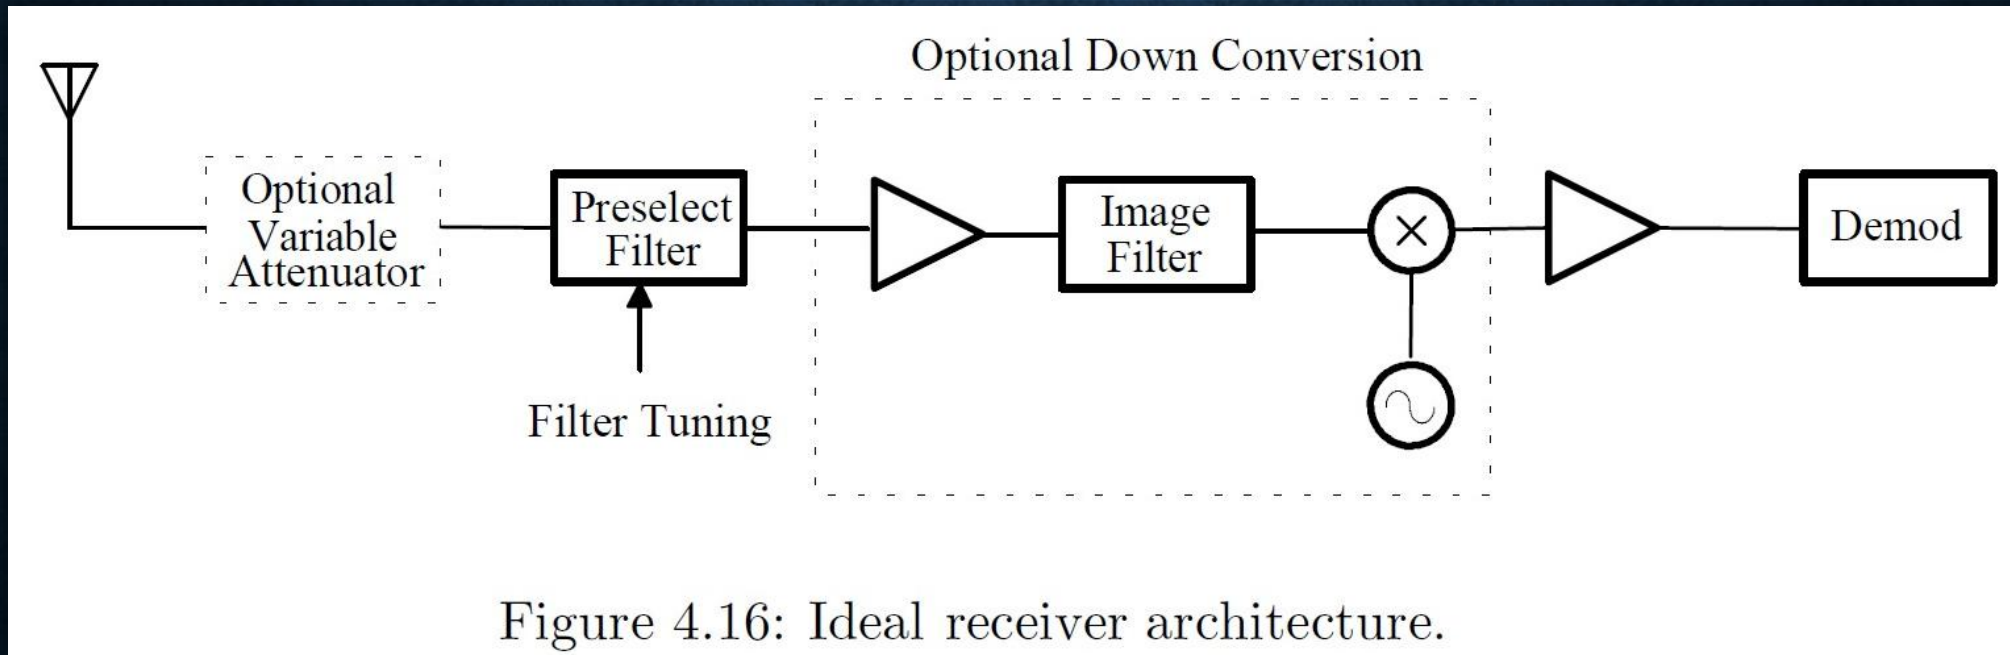 Optional Down Conversion
Optional
Variable
Attenuator
Preselect
Filter
Image
Filter
Demod
Filter Tuning
Figure 4.16: Ideal receiver architecture.